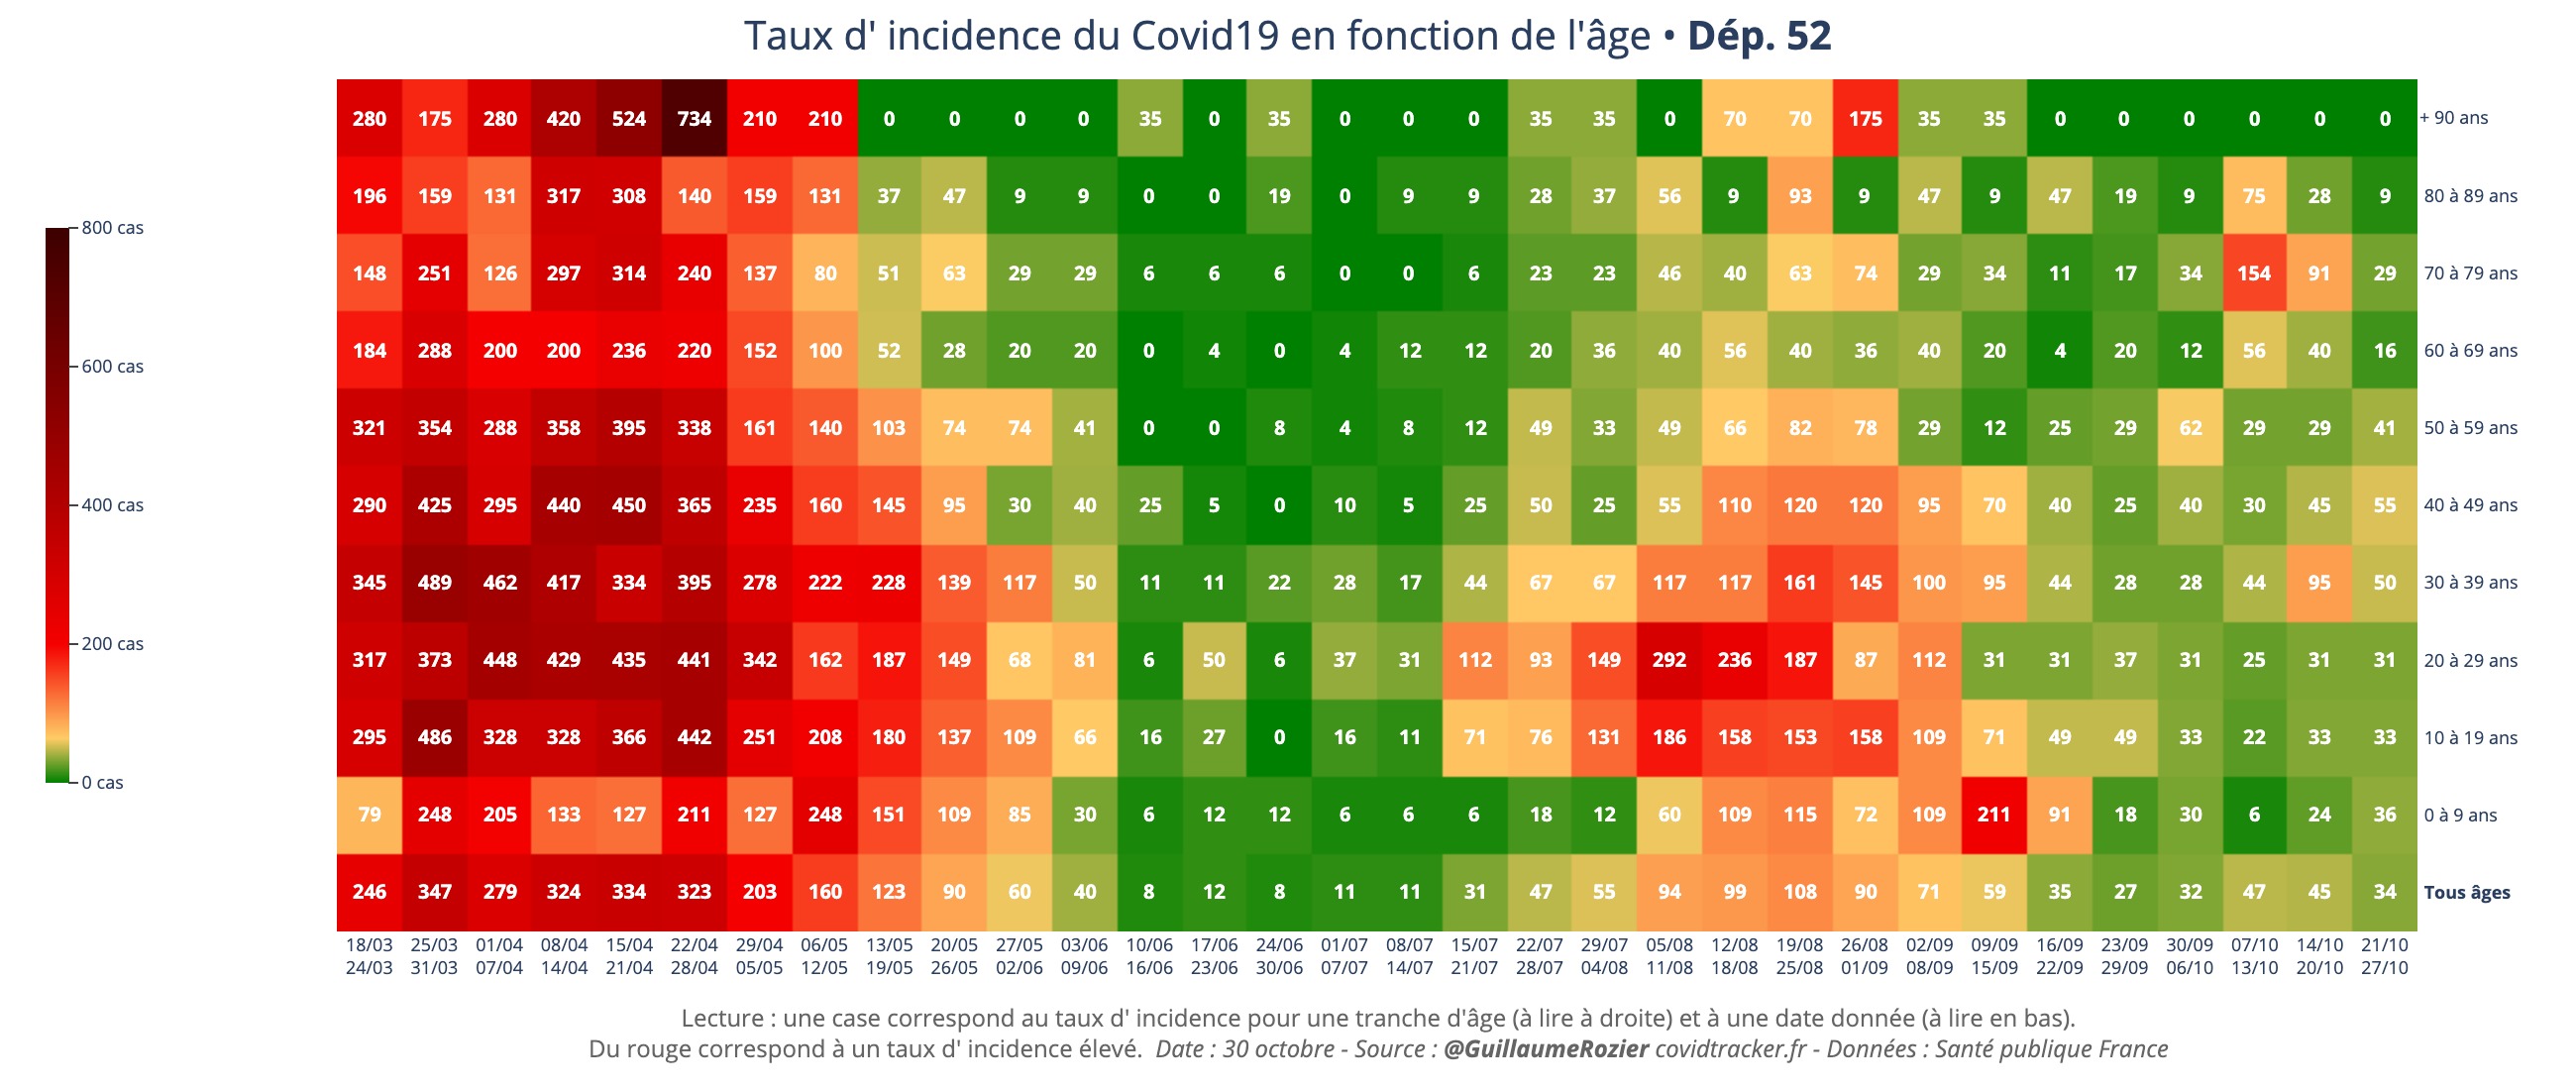 Taux d' incidence du Covid19 en fonction de l'âge • Dép. 52
280 175 280 420 524 734 210 210 0 0 0 0 35 0 35 0 0 0 35 35 0 70 70 175 35 35 0 0 0 0 0 0 + 90 ans
196 159 131 317 308 140 159 131 37 47 9 9 0 0 19 0 9 9 28 37 56 9 93 9 47 9 47 19 9 75 28 9 80 à 89 ans
148 251 126 297 314 240 137 80 51 63 29 29 6 6 6 0 0 6 23 23 46 40 63 74 29 34 11 17 34 154 91 29 70 à 79 ans
184 288 200 200 236 220 152 100 52 28 20 20 0 4 0 4 12 12 20 36 40 56 40 36 40 20 4 20 12 56 40 16 60 à 69 ans
321 354 288 358 395 338 161 140 103 74 74 41 0 0 8 4 8 12 49 33 49 66 82 78 29 12 25 29 62 29 29 41 50 à 59 ans
290 425 295 440 450 365 235 160 145 95 30 40 25 5 0 10 5 25 50 25 55 110 120 120 95 70 40 25 40 30 45 55 40 à 49 ans
345 489 462 417 334 395 278 222 228 139 117 50 11 11 22 28 17 44 67 67 117 117 161 145 100 95 44 28 28 44 95 50 30 à 39 ans
317 373 448 429 435 441 342 162 187 149 68 81 6 50 6 37 31 112 93 149 292 236 187 87 112 31 31 37 31 25 31 31 20 à 29 ans
295 486 328 328 366 442 251 208 180 137 109 66 16 27 0 16 11 71 76 131 186 158 153 158 109 71 49 49 33 22 33 33 10 à 19 ans
79 248 205 133 127 211 127 248 151 109 85 30 6 12 12 6 6 6 18 12 60 109 115 72 109 211 91 18 30 6 24 36 0 à 9 ans
246 347 279 324 334 323 203 160 123 90 60 40 8 12 8 11 11 31 47 55 94 99 108 90 71 59 35 27 32 47 45 34 Tous âges
18/03 25/03 01/04 08/04 15/04 22/04 29/04 06/05 13/05 20/05 27/05 03/06 10/06 17/06 24/06 01/07 08/07 15/07 22/07 29/07 05/08 12/08 19/08 26/08 02/09 09/09 16/09 23/09 30/09 07/10 14/10 21/10
24/03 31/03 07/04 14/04 21/04 28/04 05/05 12/05 19/05 26/05 02/06 09/06 16/06 23/06 30/06 07/07 14/07 21/07 28/07 04/08 11/08 18/08 25/08 01/09 08/09 15/09 22/09 29/09 06/10 13/10 20/10 27/10
800 cas
600 cas
400 cas
200 cas
0 cas
Lecture : une case correspond au taux d' incidence pour une tranche d'âge (à lire à droite) et à une date donnée (à lire en bas).
Du rouge correspond à un taux d' incidence élevé. Date : 30 octobre - Source : @GuillaumeRozier covidtracker.fr - Données : Santé publique France